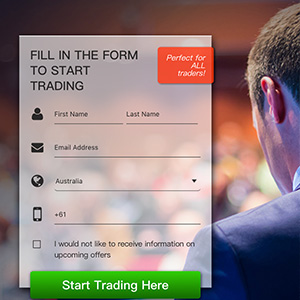 FILL IN THE FORM
TO START
TRADING
Perfect for
ALL
traders!
First Name
Last Name
Email Address
Australia
+61
I would not like to receive information on
upcoming offers
Start Trading Here